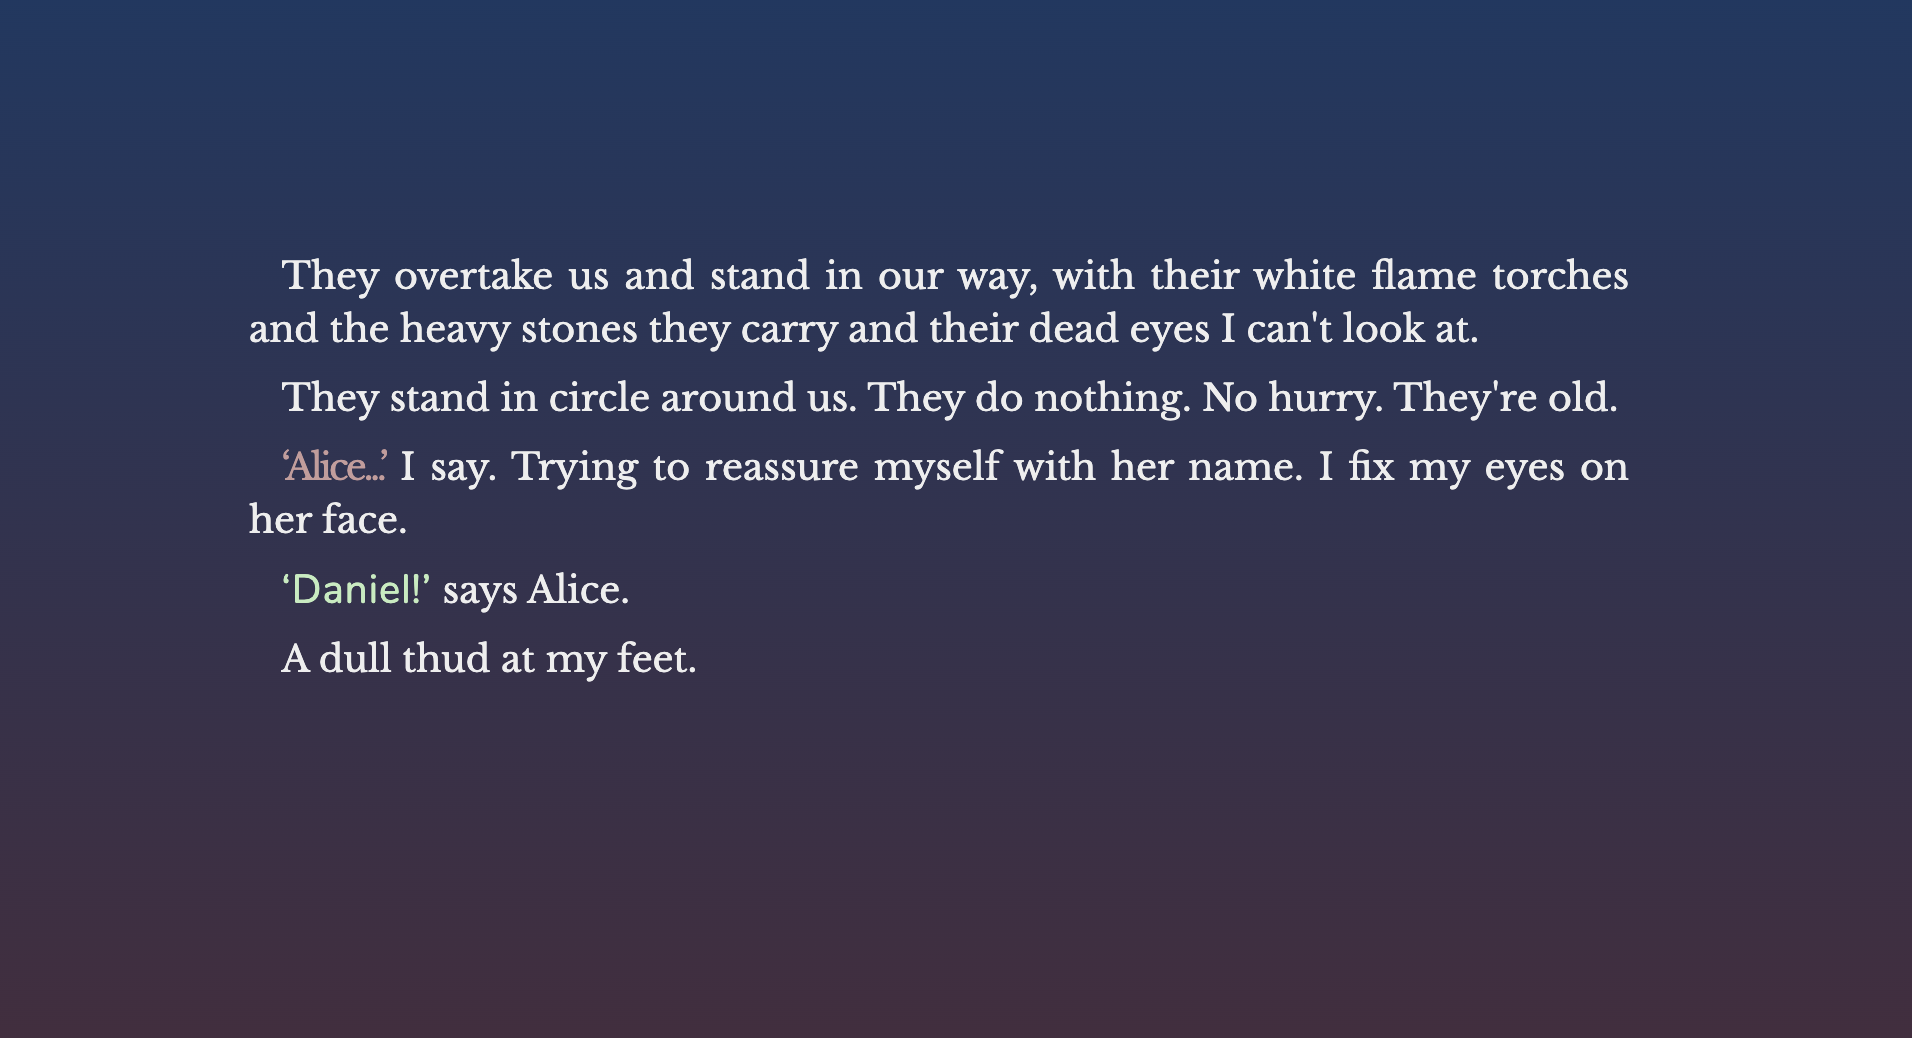 They overtake us and stand in our way, with their white flame torches
and the heavy stones they carry and their dead eyes I can't look at.
They stand in circle around us. They do nothing. No hurry. They're old.
‘Alice...’ I say. Trying to reassure myself with her name. I fix my eyes on
her face.
‘Daniel!’ says Alice.
A dull thud at my feet.